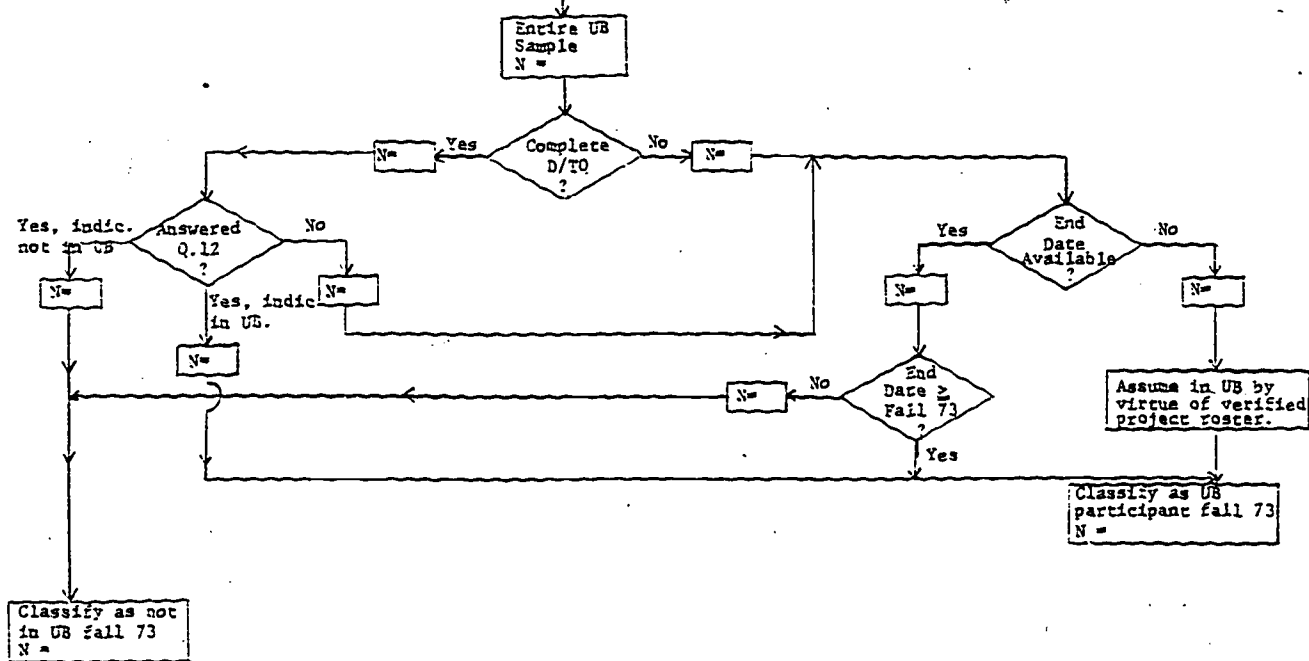 Entire UB
Sample
N =
Complete
D/TQ
?
Yes
N=
No
N=
Answered
Q.12
?
Yes, indic.
not in UB
N=
Yes, indic
in UB.
N=
No
N=
End
Date
Available
?
Yes
N=
No
N=
End
Date ≥
Fall 73
?
No
N=
Yes
Assume in UB by
virtue of verified
project roster.
Classify as UB
participant fall 73
N =
Classify as not
in UB fall 73
N =